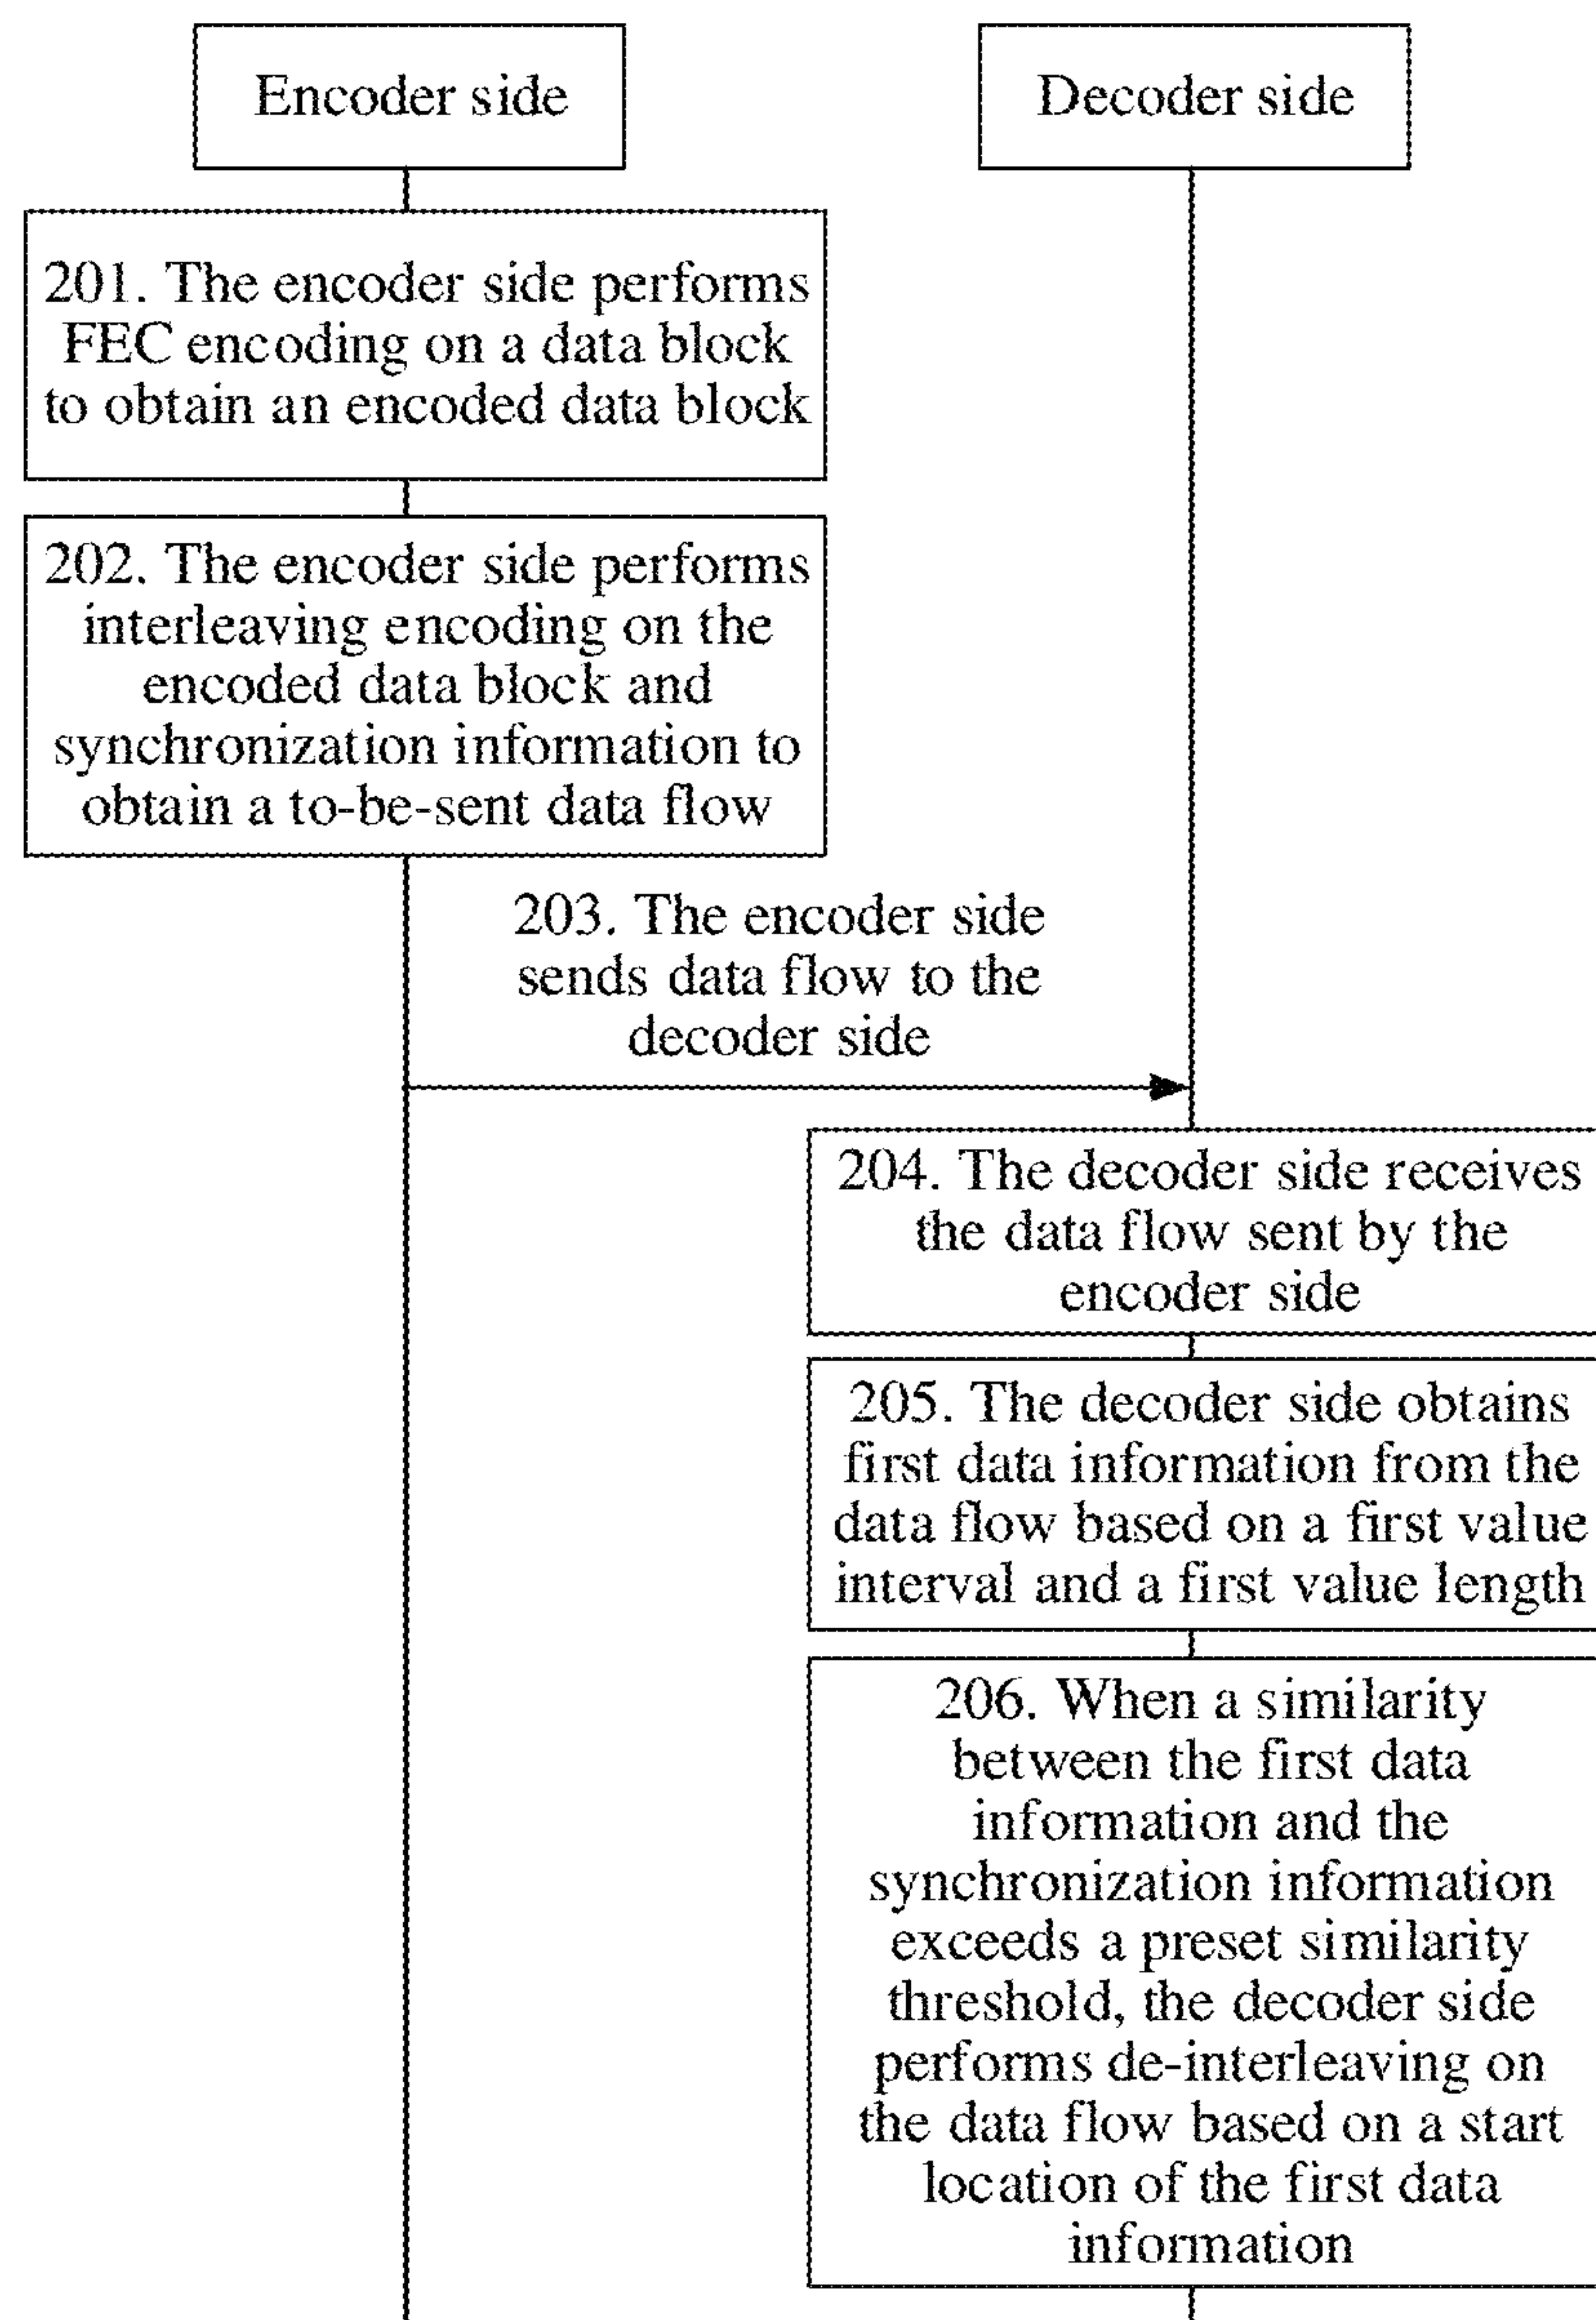 Encoder side
Decoder side
201. The encoder side performs
FEC encoding on a data block
to obtain an encoded data block
202. The encoder side performs
interleaving encoding on the
encoded data block and
synchronization information to
obtain a to-be-sent data flow
203. The encoder side
sends data flow to the
decoder side
204. The decoder side receives
the data flow sent by the
encoder side
205. The decoder side obtains
first data information from the
data flow based on a first value
interval and a first value length
206. When a similarity
between the first data
information and the
synchronization information
exceeds a preset similarity
threshold, the decoder side
performs de-interleaving on
the data flow based on a start
location of the first data
information